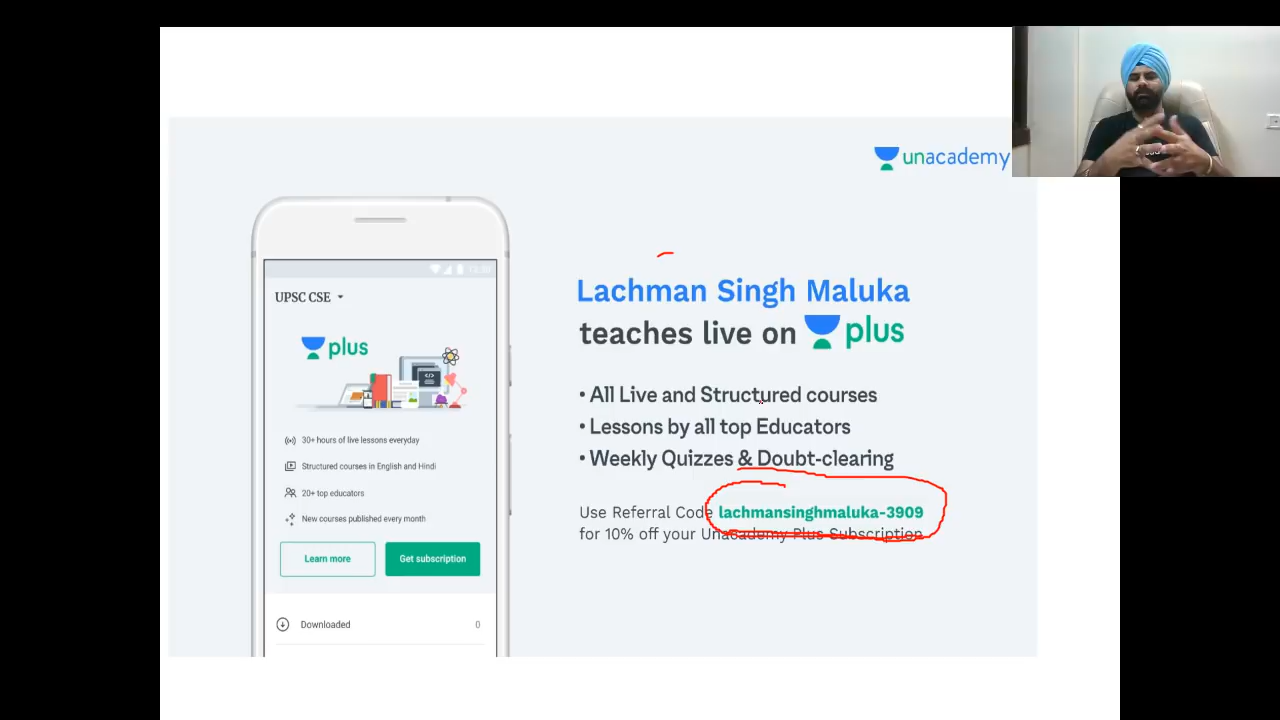 unacademy
UPSC CSE
plus
30+ hours of live lessons everyday
Structured courses in English and Hindi
20+ top educators
New courses published every month
Learn more
Get subscription
Downloaded 0
Lachman Singh Maluka
teaches live on plus
• All Live and Structured courses
• Lessons by all top Educators
• Weekly Quizzes & Doubt-clearing
Use Referral Code lachmansinghmaluka-3909
for 10% off your Unacademy Plus Subscription